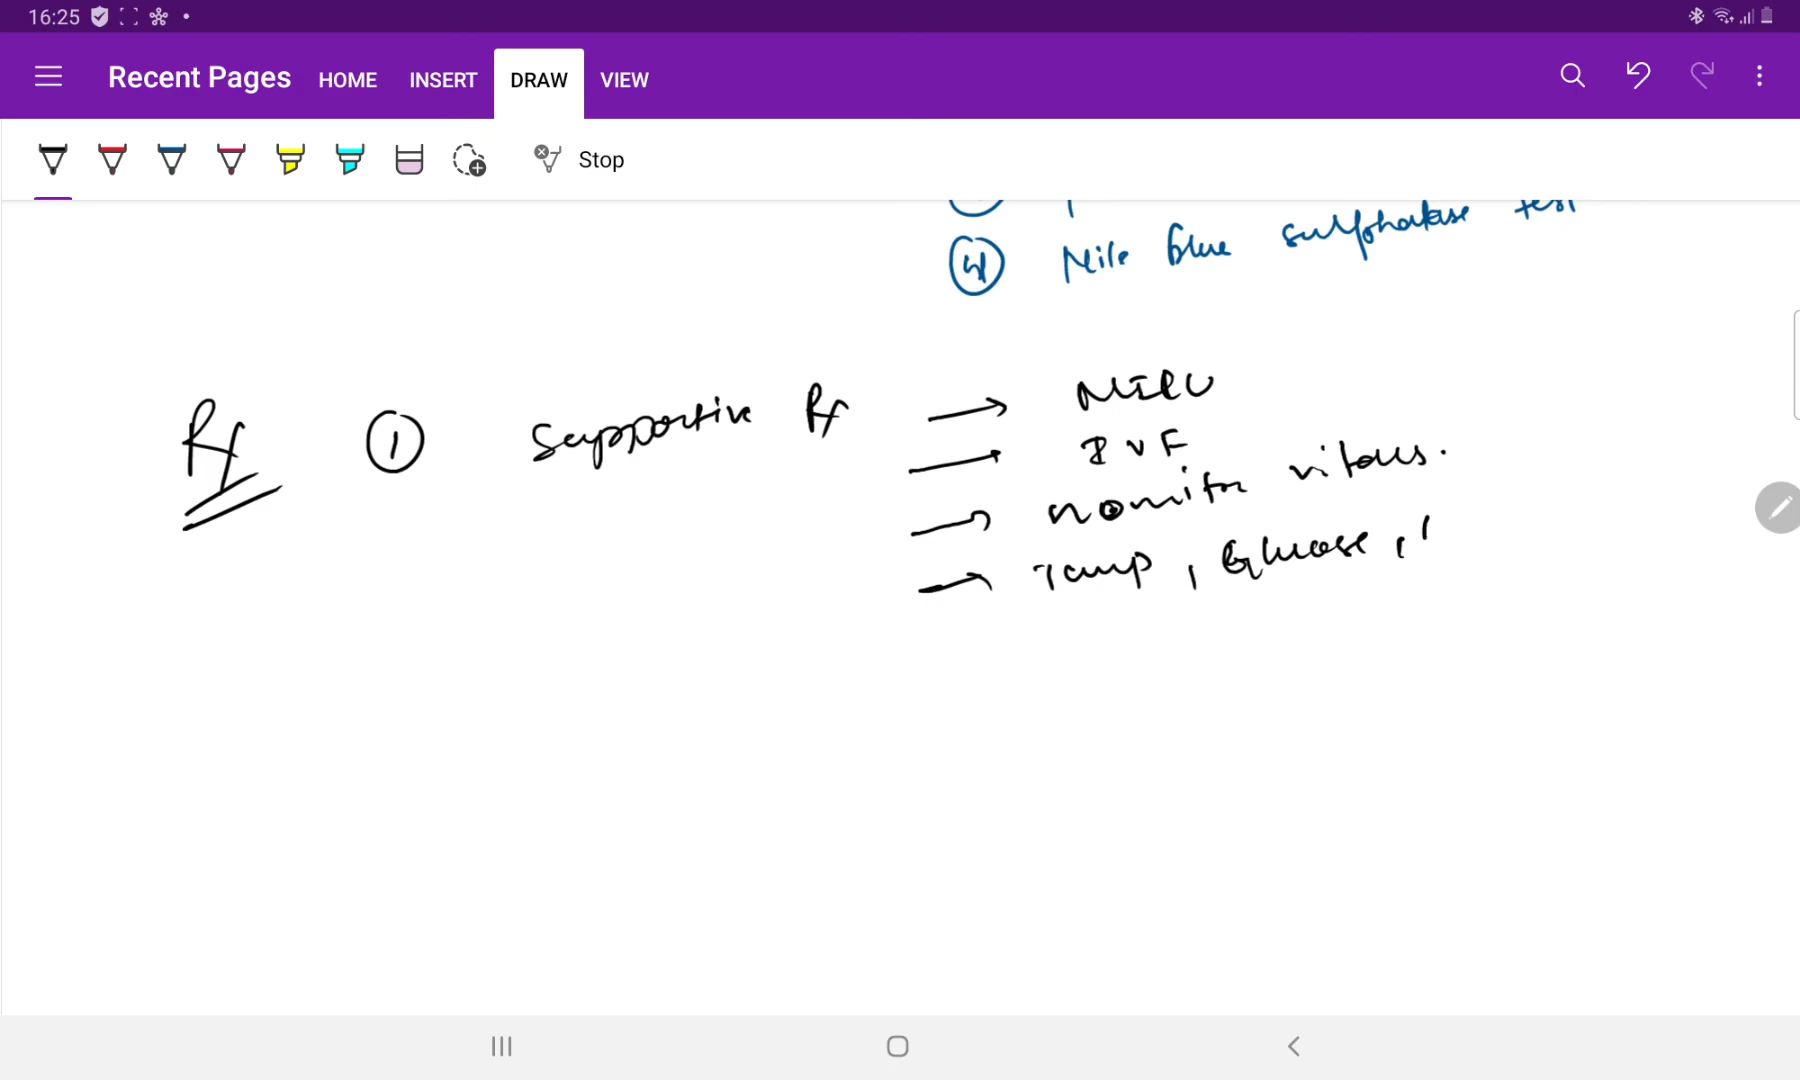 16:25
Recent Pages HOME INSERT DRAW VIEW
Stop
④ Nile blue sulphatase test
Rx ① Supportive Rx → NICU
→ IVF
→ monitor vitals.
→ Temp, Glucose, '